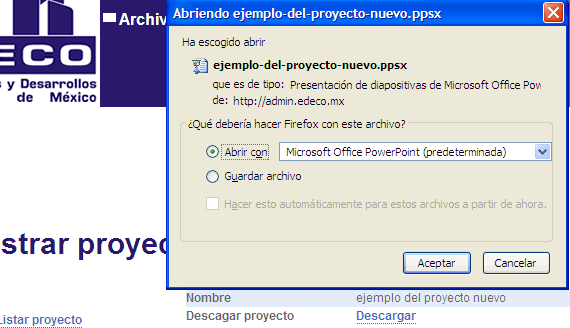 Archiv
DECO
s y Desarrollos
de México
Abriendo ejemplo-del-proyecto-nuevo.ppsx
Ha escogido abrir
ejemplo-del-proyecto-nuevo.ppsx
que es de tipo: Presentación de diapositivas de Microsoft Office Pow
de: http://admin.edeco.mx
¿Qué debería hacer Firefox con este archivo?
Abrir con
Microsoft Office PowerPoint (predeterminada)
Guardar archivo
Hacer esto automáticamente para estos archivos a partir de ahora.
Aceptar
Cancelar
strar proyec
Nombre ejemplo del proyecto nuevo
Listar proyecto
Descagar proyecto Descargar